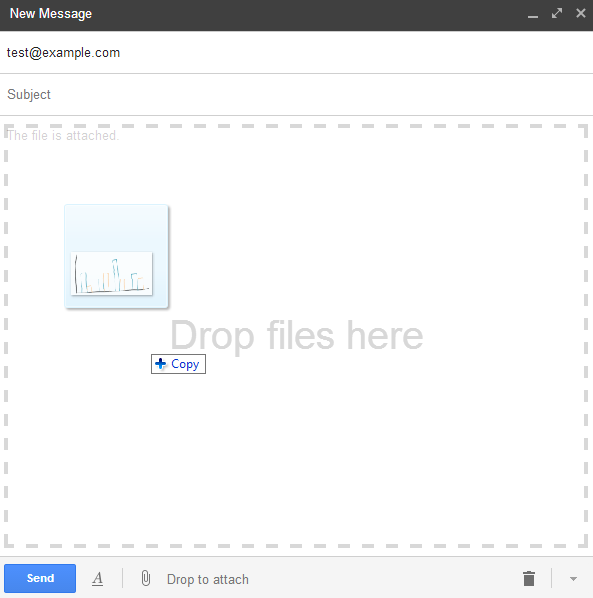 New Message
test@example.com
Subject
The file is attached.
Drop files here
Copy
Send A Drop to attach